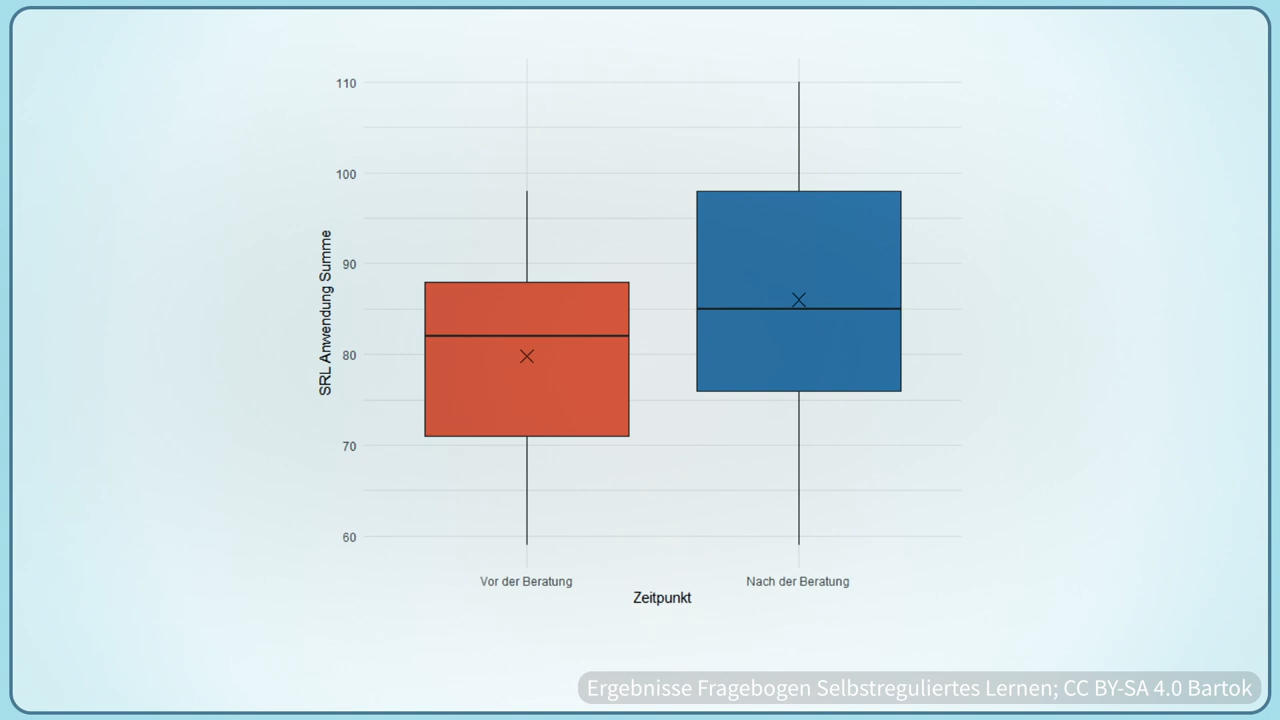 110
100
90
80
70
60
SRL Anwendung Summe
Vor der Beratung
Nach der Beratung
Zeitpunkt
Ergebnisse Fragebogen Selbstreguliertes Lernen; CC BY-SA 4.0 Bartok